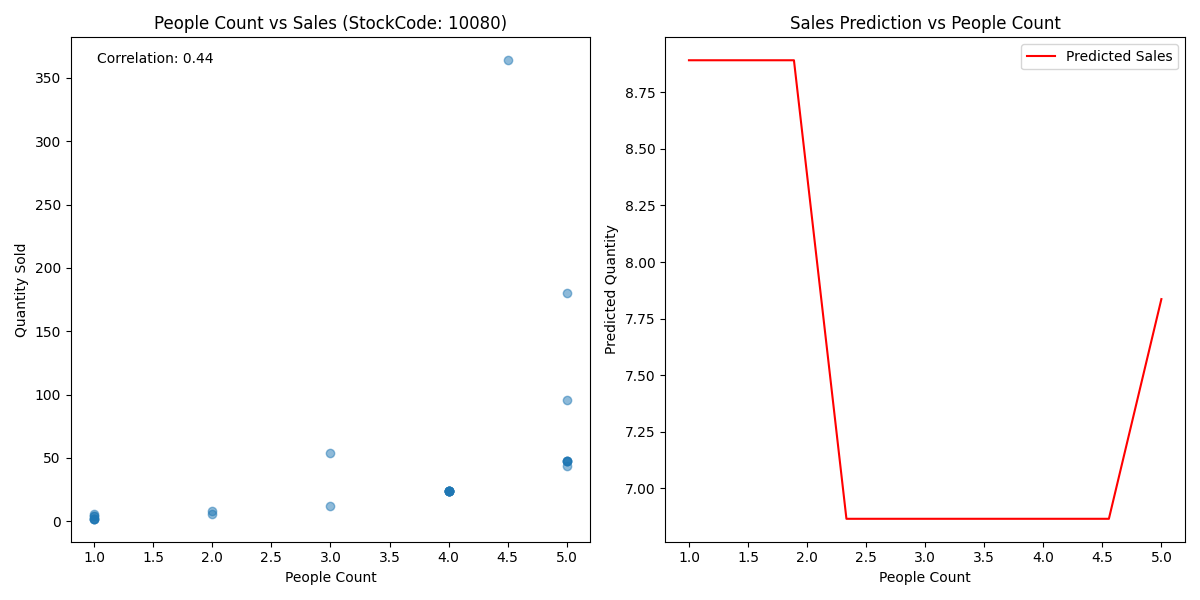 People Count vs Sales (StockCode: 10080)
Correlation: 0.44
350
300
250
200
150
100
50
0
Quantity Sold
1.0 1.5 2.0 2.5 3.0 3.5 4.0 4.5 5.0
People Count
Sales Prediction vs People Count
Predicted Sales
8.75
8.50
8.25
8.00
7.75
7.50
7.25
7.00
Predicted Quantity
1.0 1.5 2.0 2.5 3.0 3.5 4.0 4.5 5.0
People Count